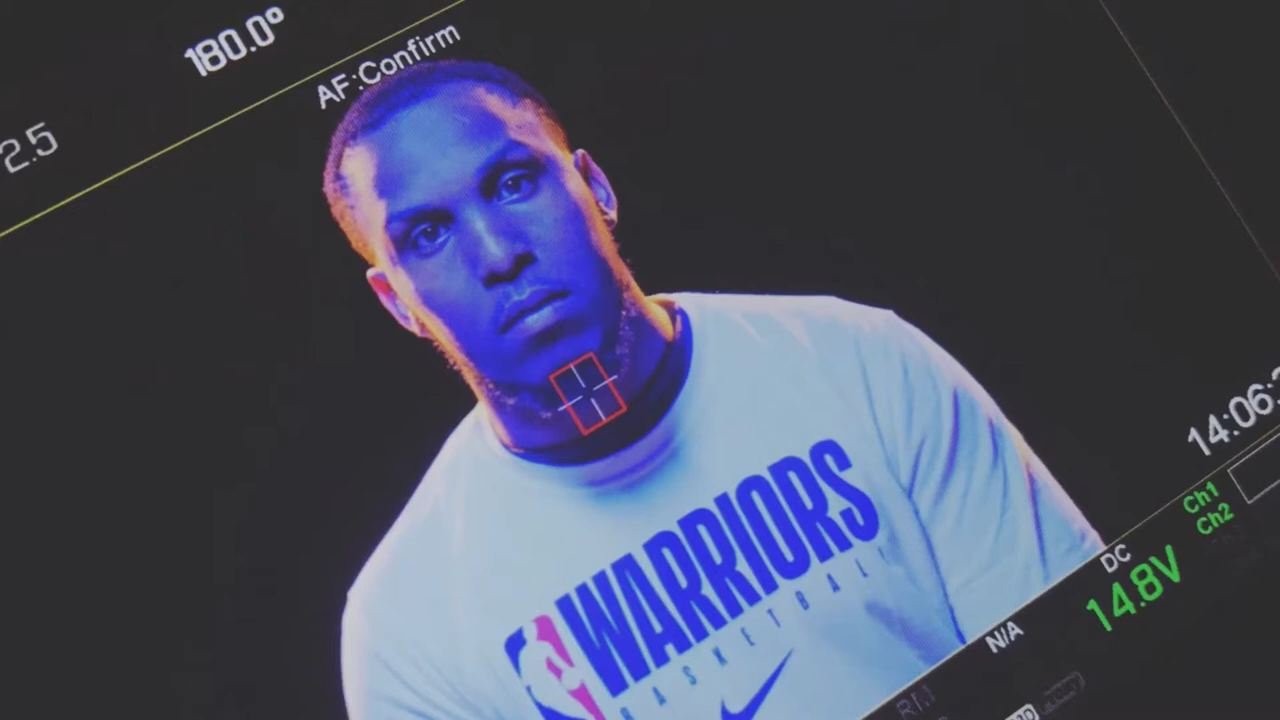 180.0°
AF:Confirm
2.5
WARRIORS
BASKETBALL
14:06:
Ch1
Ch2
DC
14.8V
N/A